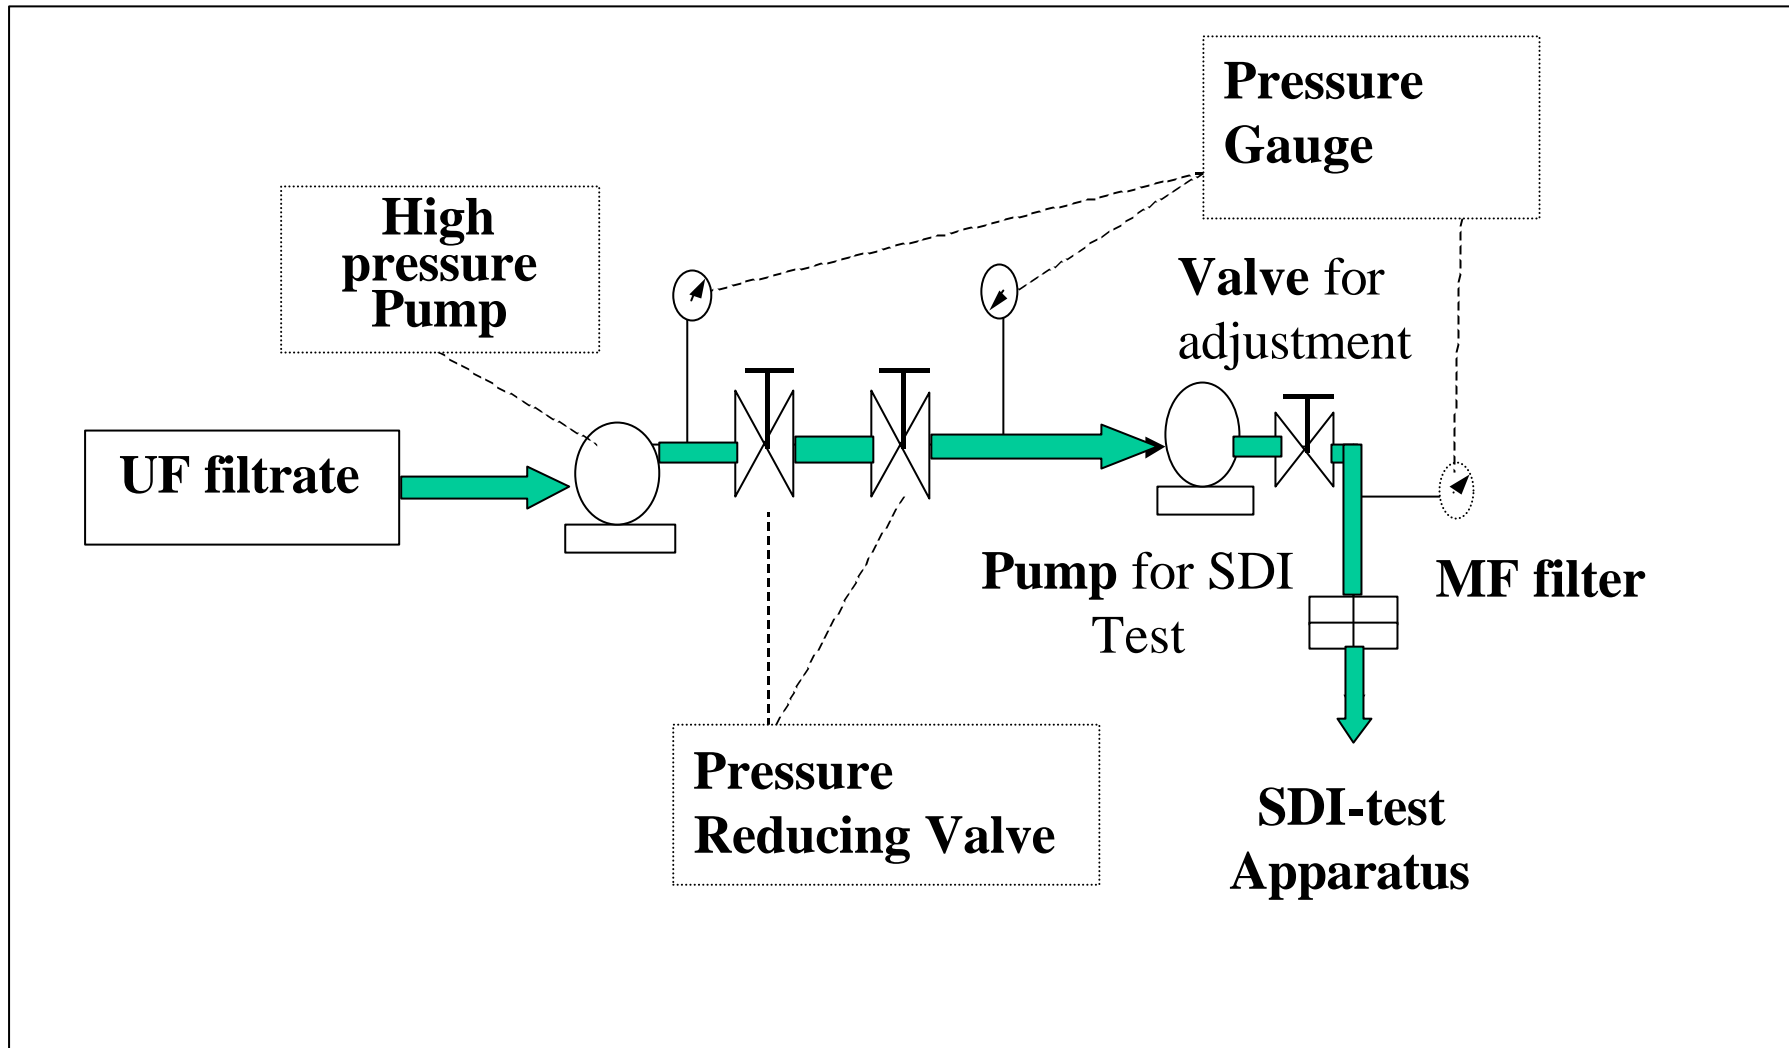 Pressure
Gauge
High
pressure
Pump
Valve for
adjustment
UF filtrate
Pump for SDI
Test
MF filter
Pressure
Reducing Valve
SDI-test
Apparatus